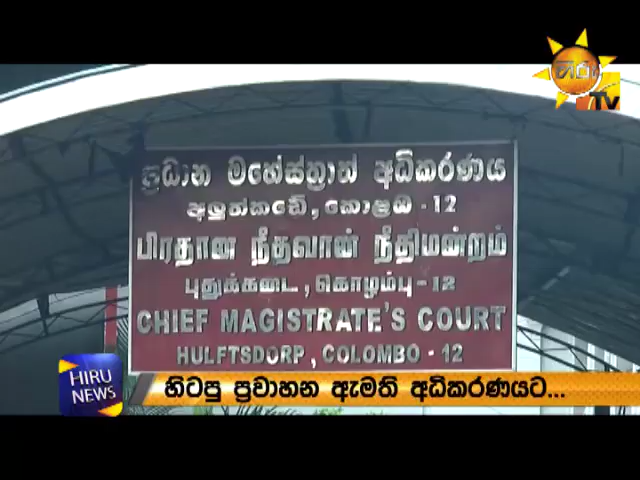 හිරු
TV
ප්‍රධාන මහේස්ත්‍රාත් අධිකරණය
අලුත්කඩේ, කොළඹ - 12
பிரதான நீதவான் நீதிமன்றம்
புதுக்கடை, கொழும்பு - 12
CHIEF MAGISTRATE'S COURT
HULFTSDORP, COLOMBO - 12
HIRU
NEWS
හිටපු ප්‍රවාහන ඇමති අධිකරණයට...